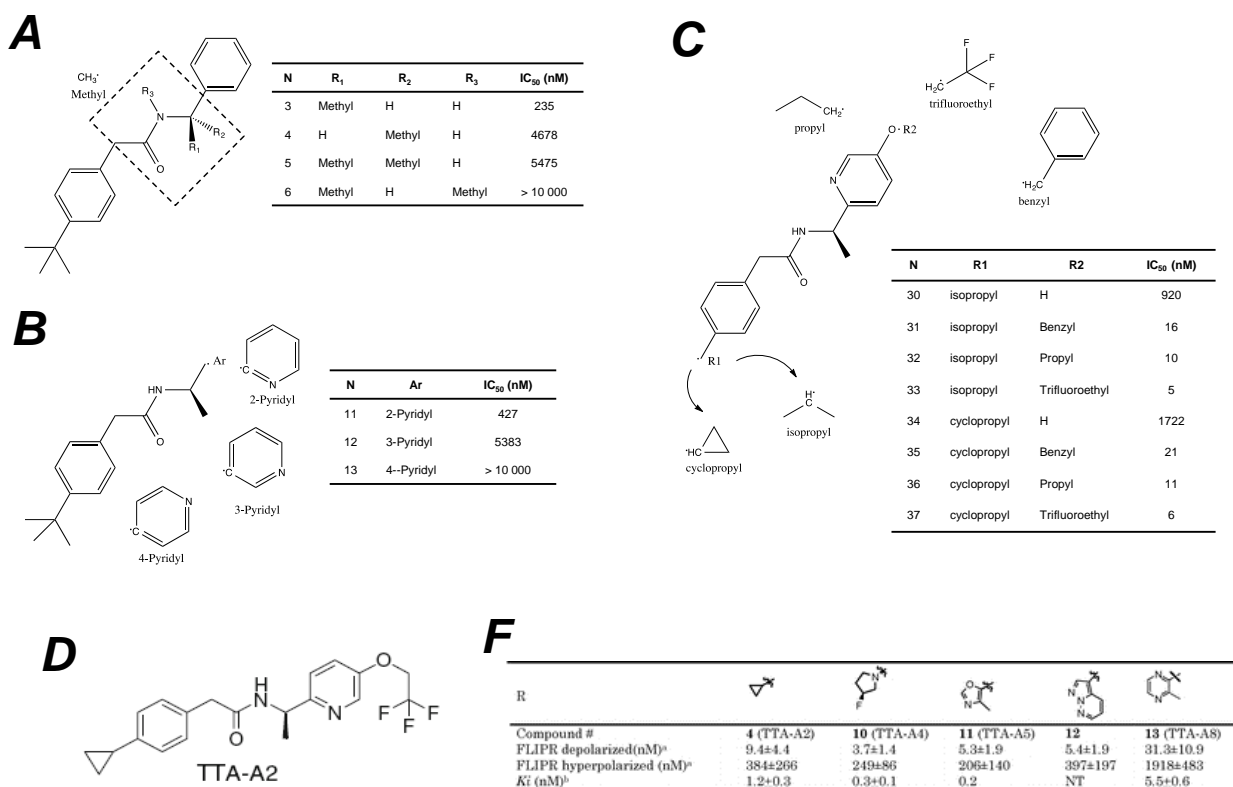 A
CH3·
Methyl
R3
N
R2
R1
O
N R1 R2 R3 IC50 (nM)
3 Methyl H H 235
4 H Methyl H 4678
5 Methyl Methyl H 5475
6 Methyl H Methyl > 10 000
B
· Ar
HN
O
·C
N
2-Pyridyl
·C
N
3-Pyridyl
N
·C
4-Pyridyl
N Ar IC50 (nM)
11 2-Pyridyl 427
12 3-Pyridyl 5383
13 4--Pyridyl > 10 000
C
F
F
F
H2C·
trifluoroethyl
CH2·
propyl
O· R2
N
·H2C
benzyl
HN
O
· R1
H·
C
isopropyl
·HC
cyclopropyl
N R1 R2 IC50 (nM)
30 isopropyl H 920
31 isopropyl Benzyl 16
32 isopropyl Propyl 10
33 isopropyl Trifluoroethyl 5
34 cyclopropyl H 1722
35 cyclopropyl Benzyl 21
36 cyclopropyl Propyl 11
37 cyclopropyl Trifluoroethyl 6
D
O
H
N
O
N
F
F
F
TTA-A2
F
R
N
F
O
N
N
N
N
N
Compound # 4 (TTA-A2) 10 (TTA-A4) 11 (TTA-A5) 12 13 (TTA-A8)
FLIPR depolarized(nM)a 9.4±4.4 3.7±1.4 5.3±1.9 5.4±1.9 31.3±10.9
FLIPR hyperpolarized (nM)a 384±266 249±86 206±140 397±197 1918±483
Ki (nM)b 1.2±0.3 0.3±0.1 0.2 NT 5.5±0.6